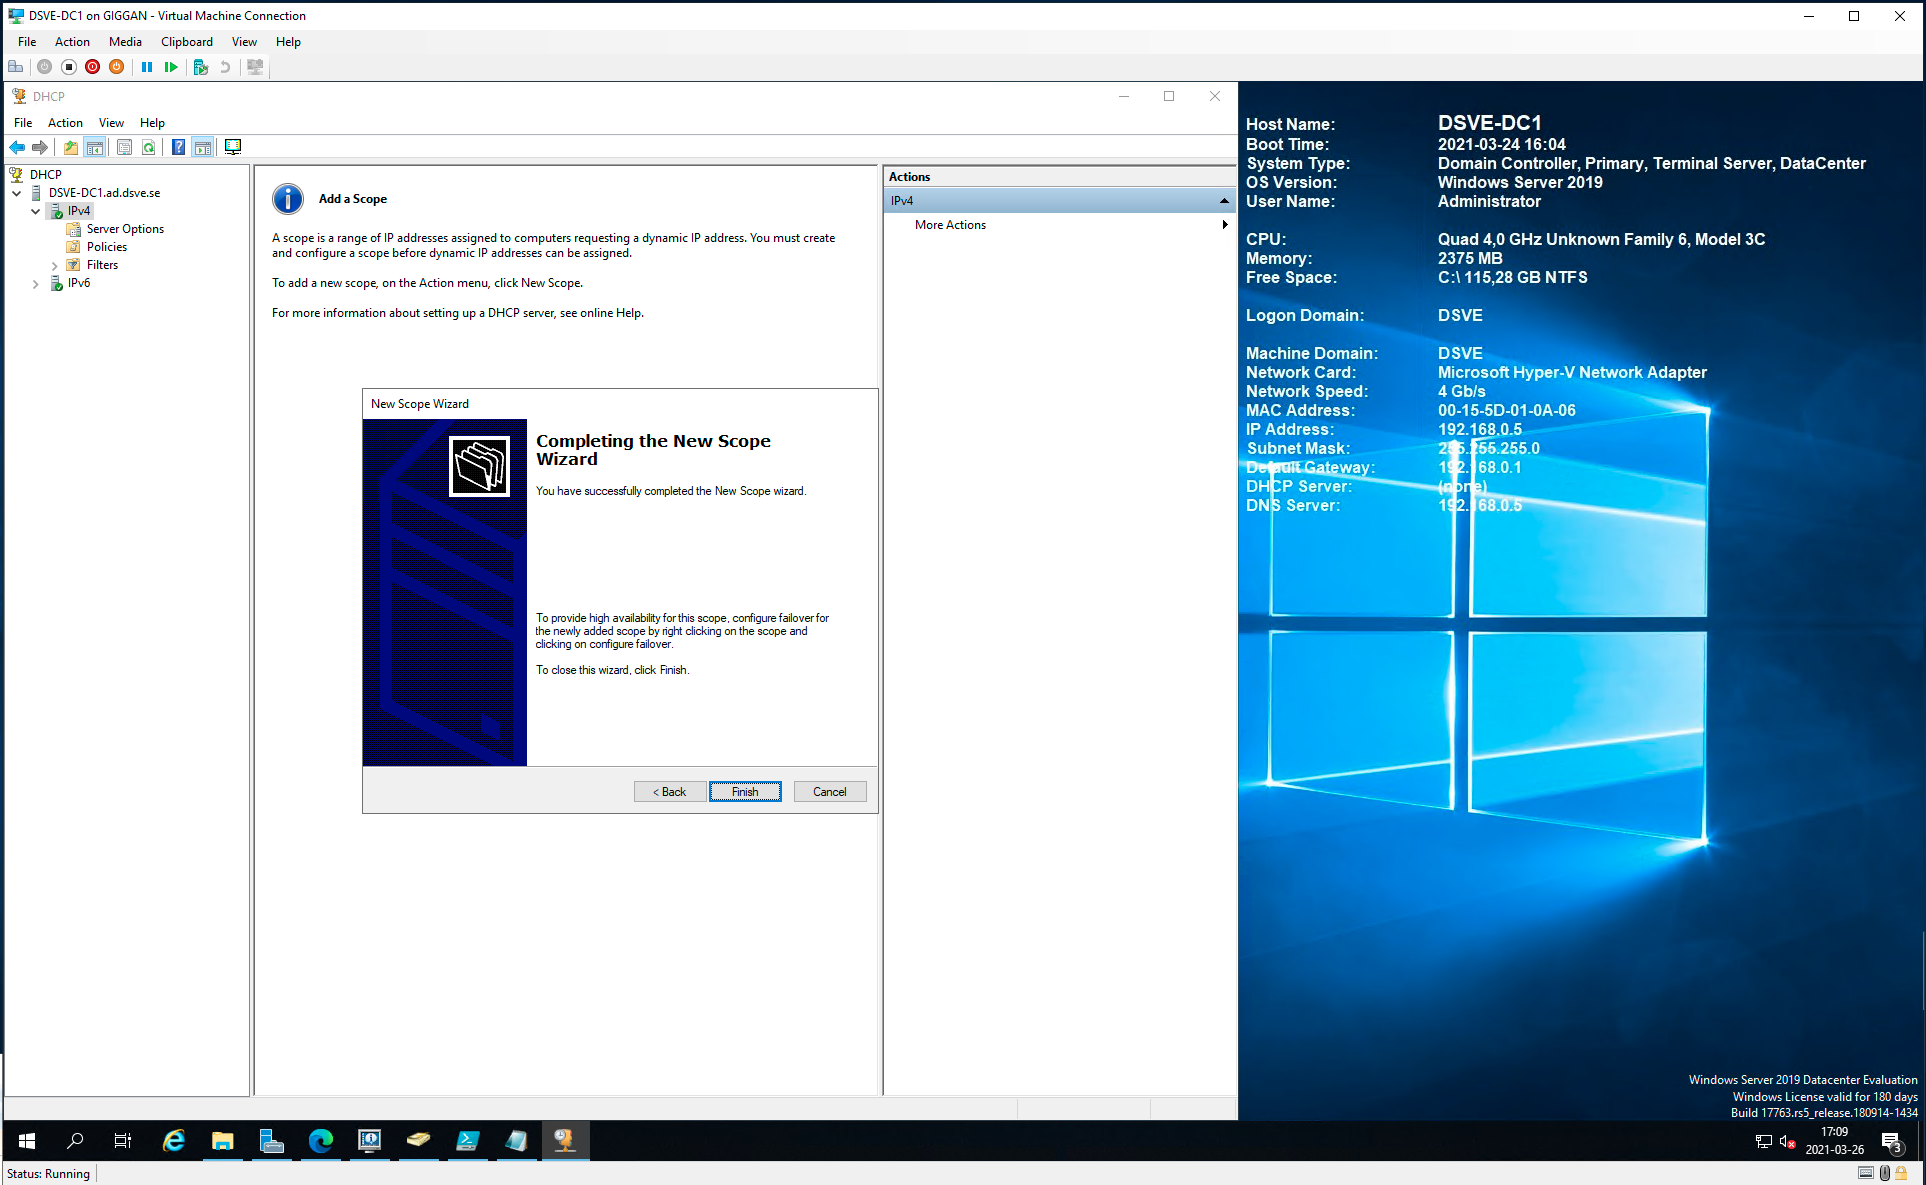 DSVE-DC1 on GIGGAN - Virtual Machine Connection
File Action Media Clipboard View Help
DHCP
File Action View Help
DHCP
DSVE-DC1.ad.dsve.se
IPv4
Server Options
Policies
Filters
IPv6
Add a Scope
A scope is a range of IP addresses assigned to computers requesting a dynamic IP address. You must create
and configure a scope before dynamic IP addresses can be assigned.
To add a new scope, on the Action menu, click New Scope.
For more information about setting up a DHCP server, see online Help.
New Scope Wizard
Completing the New Scope
Wizard
You have successfully completed the New Scope wizard.
To provide high availability for this scope, configure failover for
the newly added scope by right clicking on the scope and
clicking on configure failover.
To close this wizard, click Finish.
< Back Finish Cancel
Actions
IPv4
More Actions
Host Name: DSVE-DC1
Boot Time: 2021-03-24 16:04
System Type: Domain Controller, Primary, Terminal Server, DataCenter
OS Version: Windows Server 2019
User Name: Administrator
CPU: Quad 4,0 GHz Unknown Family 6, Model 3C
Memory: 2375 MB
Free Space: C:\ 115,28 GB NTFS
Logon Domain: DSVE
Machine Domain: DSVE
Network Card: Microsoft Hyper-V Network Adapter
Network Speed: 4 Gb/s
MAC Address: 00-15-5D-01-0A-06
IP Address: 192.168.0.5
Subnet Mask: 255.255.255.0
Default Gateway: 192.168.0.1
DHCP Server: (none)
DNS Server: 192.168.0.5
Windows Server 2019 Datacenter Evaluation
Windows License valid for 180 days
Build 17763.rs5_release.180914-1434
17:09
2021-03-26
3
Status: Running